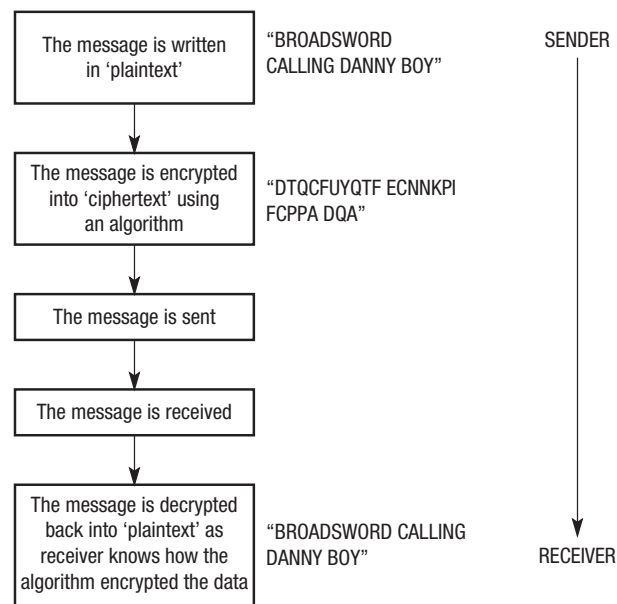 The message is written
in ‘plaintext’
“BROADSWORD
CALLING DANNY BOY”
SENDER
The message is encrypted
into ‘ciphertext’ using
an algorithm
“DTQCFUYQTF ECNNKPI
FCPPA DQA”
The message is sent
The message is received
The message is decrypted
back into ‘plaintext’ as
receiver knows how the
algorithm encrypted the data
“BROADSWORD CALLING
DANNY BOY”
RECEIVER